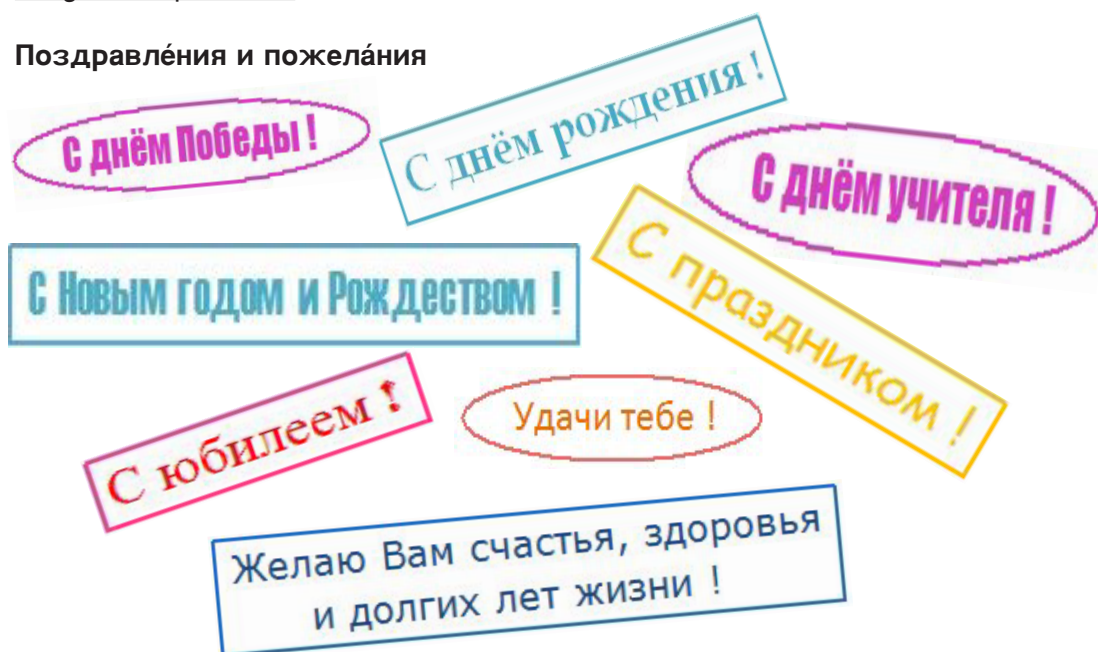 Поздравле́ния и пожела́ния
С днём Победы !
С днём рождения !
С днём учителя !
С Новым годом и Рождеством !
С праздником !
С юбилеем !
Удачи тебе !
Желаю Вам счастья, здоровья
и долгих лет жизни !